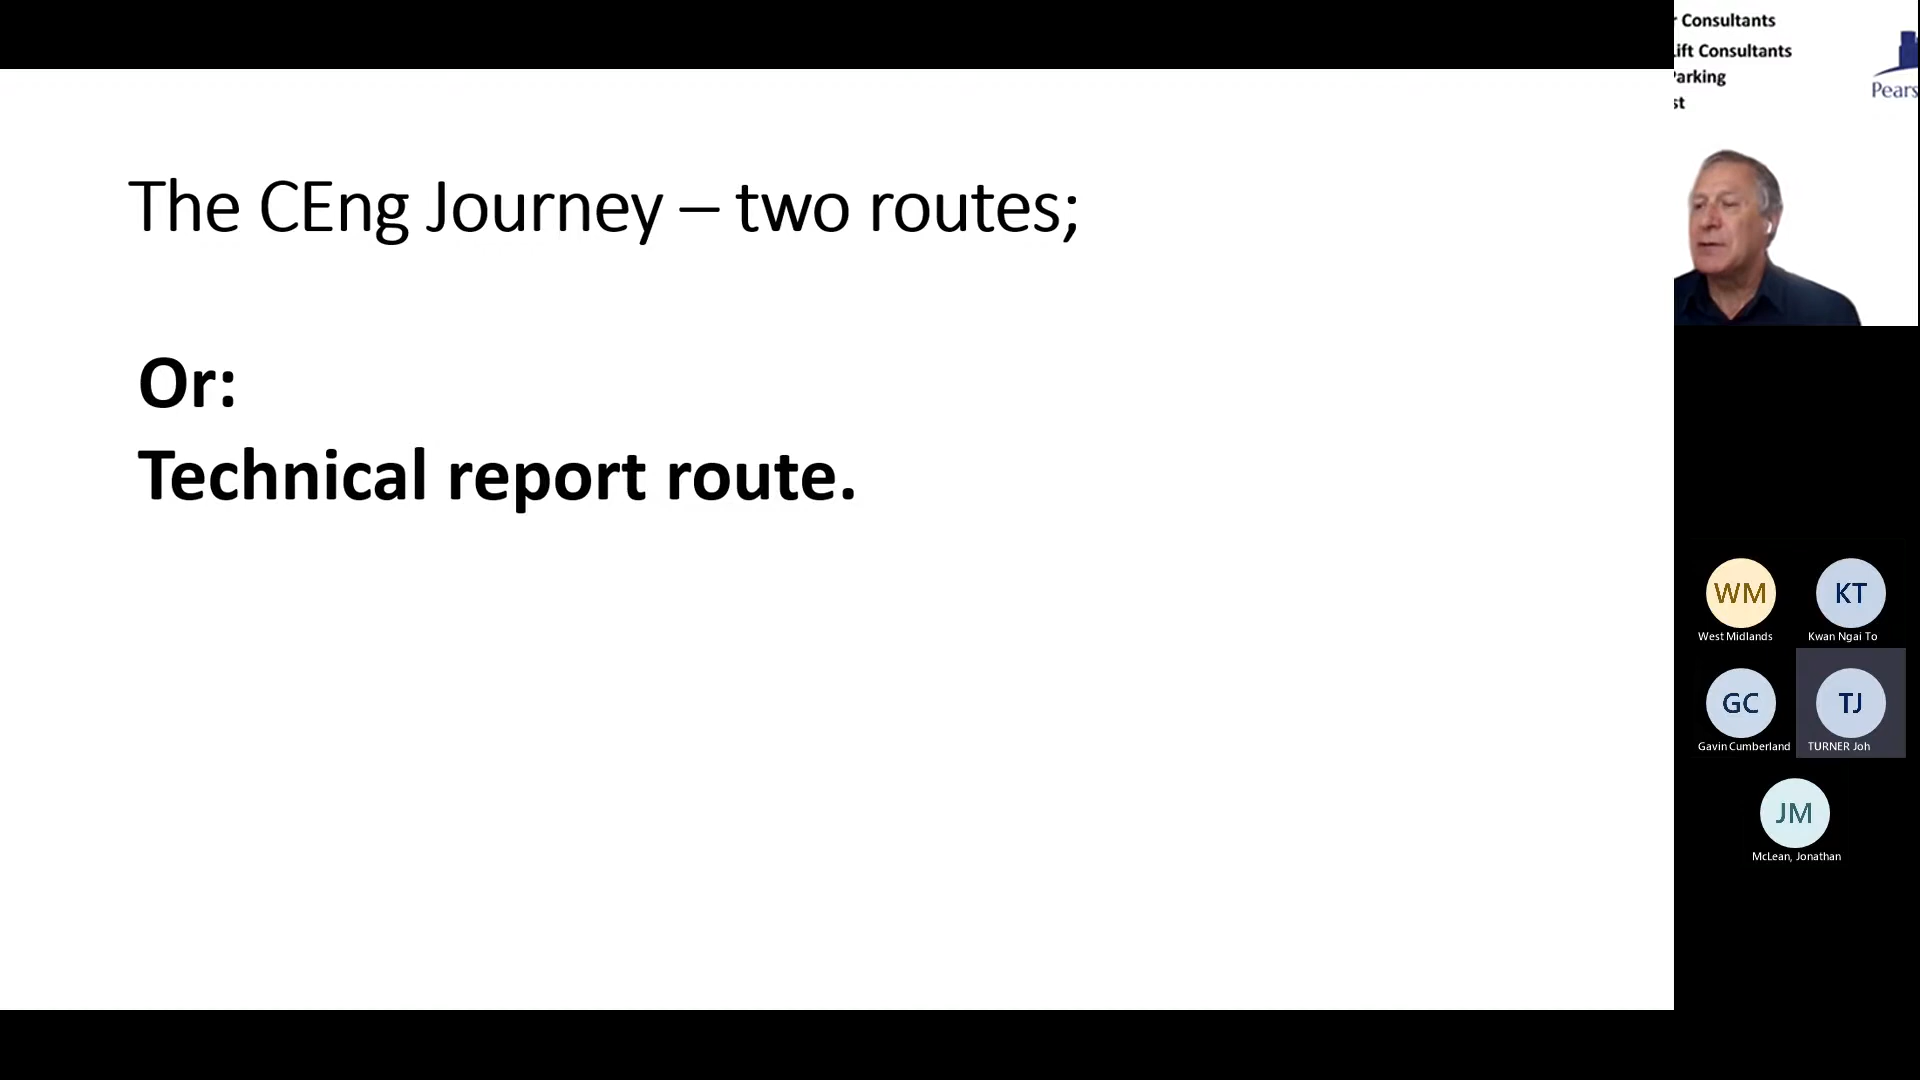 The CEng Journey – two routes;
Or:
Technical report route.
Consultants
Lift Consultants
Parking
Pears
WM
West Midlands
KT
Kwan Ngai To
GC
Gavin Cumberland
TJ
TURNER Joh
JM
McLean, Jonathan